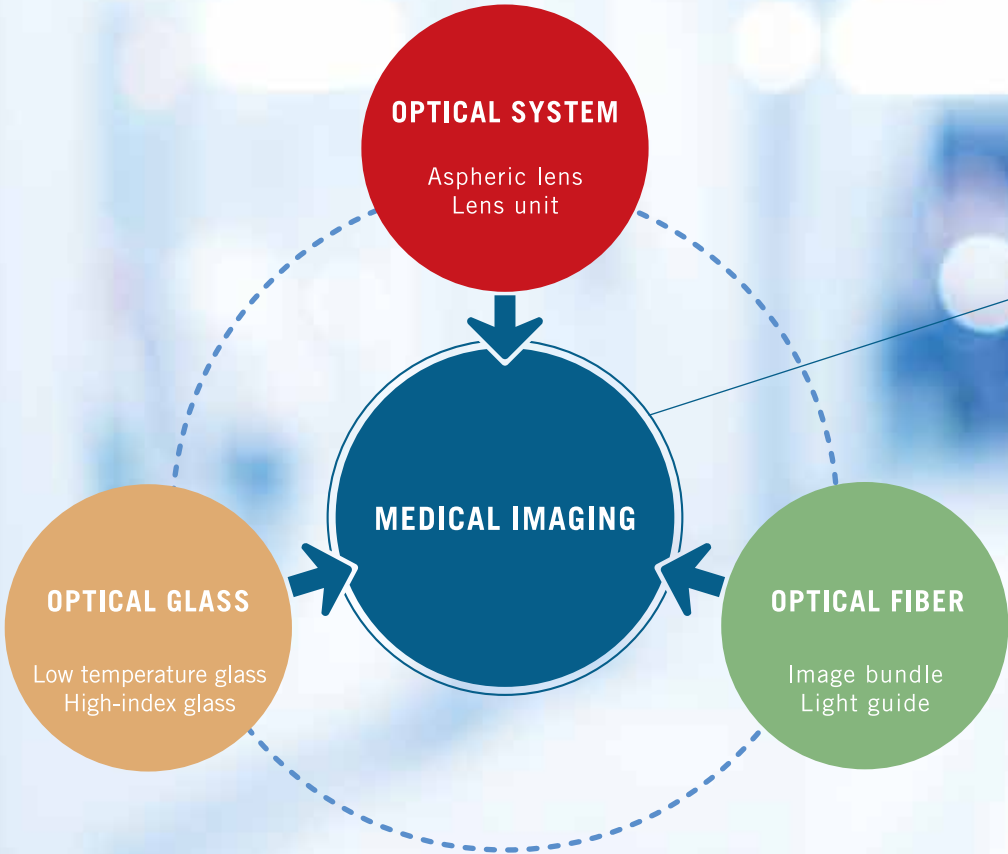 OPTICAL SYSTEM
Aspheric lens
Lens unit
MEDICAL IMAGING
OPTICAL GLASS
Low temperature glass
High-index glass
OPTICAL FIBER
Image bundle
Light guide